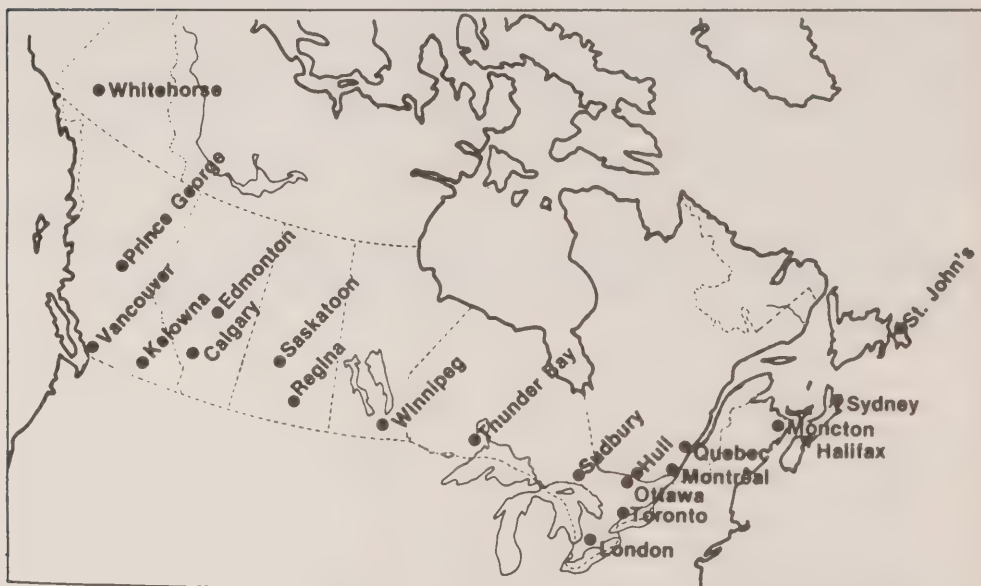 Whitehorse
Prince George
Vancouver
Kelowna
Edmonton
Calgary
Saskatoon
Regina
Winnipeg
Thunder Bay
Sudbury
Hull
Ottawa
Toronto
London
Quebec
Montreal
Moncton
Halifax
Sydney
St. John's